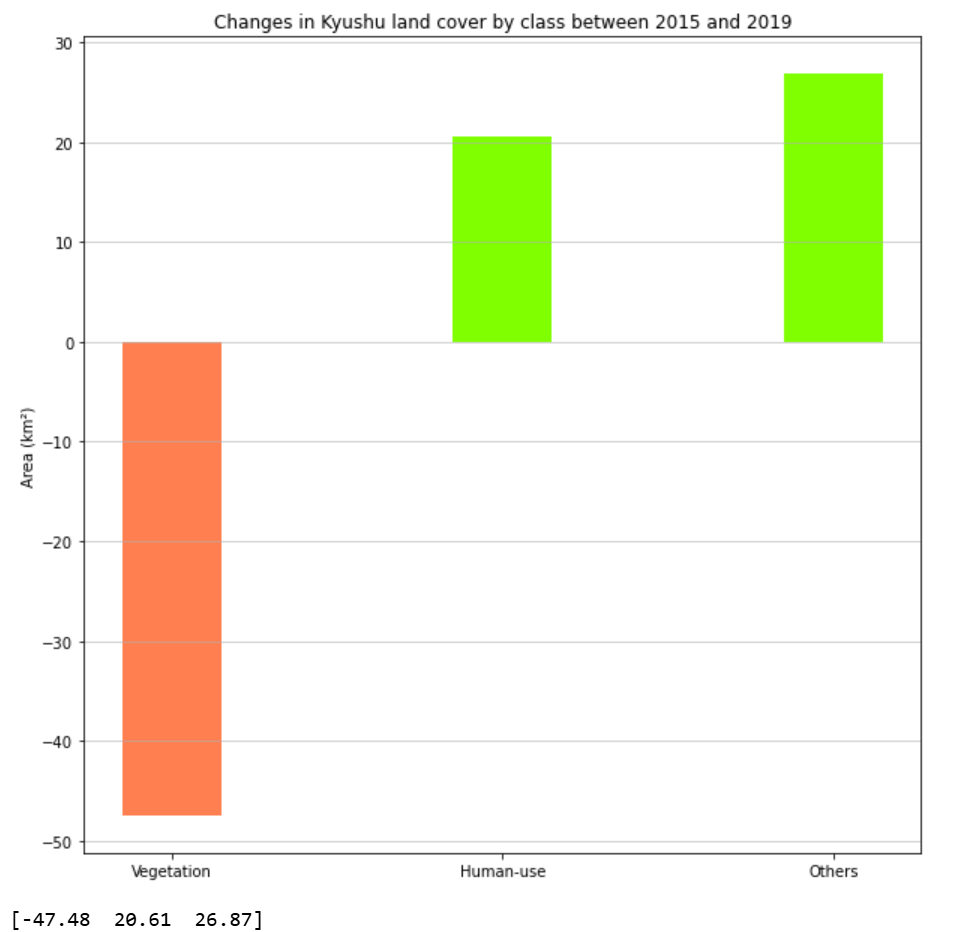 Changes in Kyushu land cover by class between 2015 and 2019
30
20
10
0
−10
−20
−30
−40
−50
Area (km²)
Vegetation Human-use Others
[-47.48 20.61 26.87]